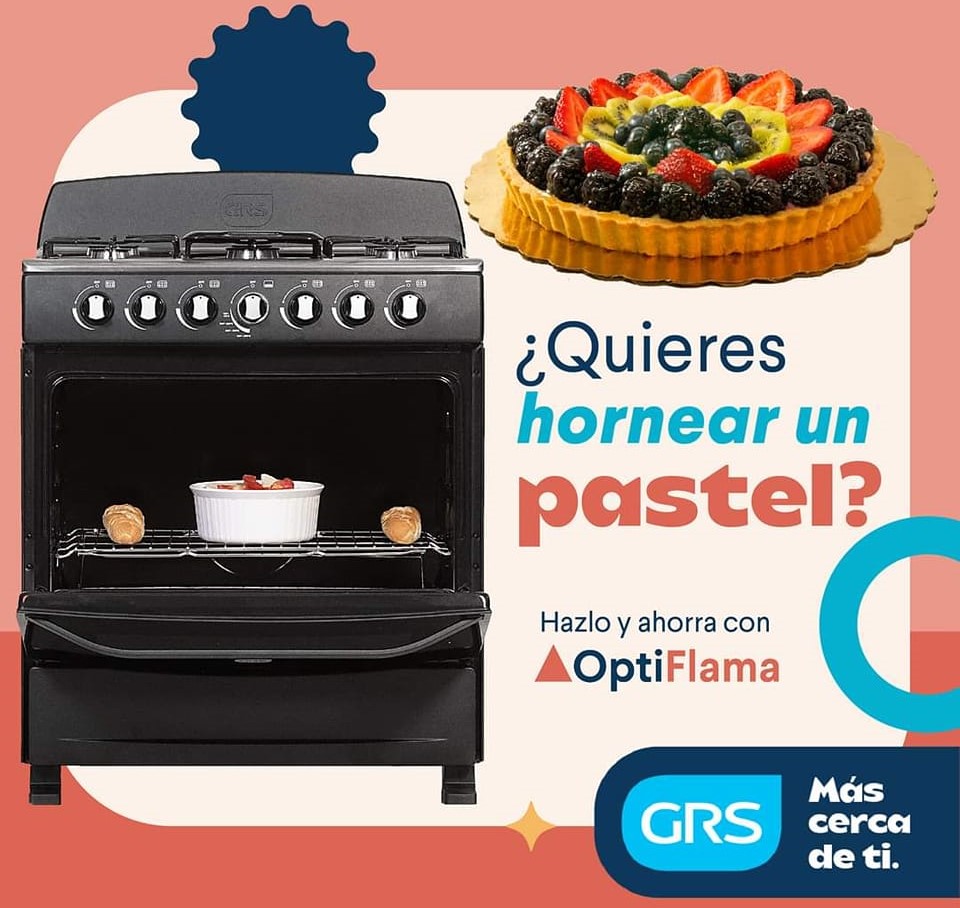 GRS
¿Quieres
hornear un
pastel?
Hazlo y ahorra con
OptiFlama
GRS
Más
cerca
de ti.